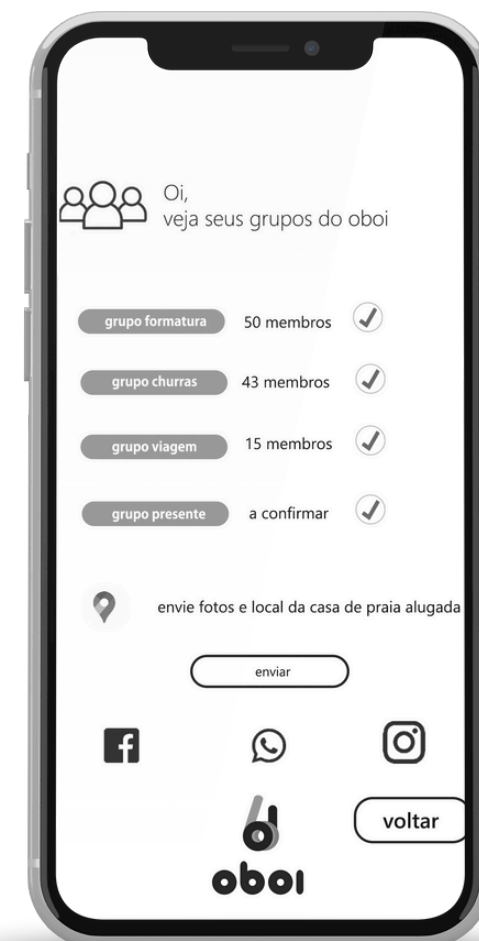 Oi,
veja seus grupos do oboi
grupo formatura 50 membros
grupo churras 43 membros
grupo viagem 15 membros
grupo presente a confirmar
envie fotos e local da casa de praia alugada
enviar
voltar
oboi